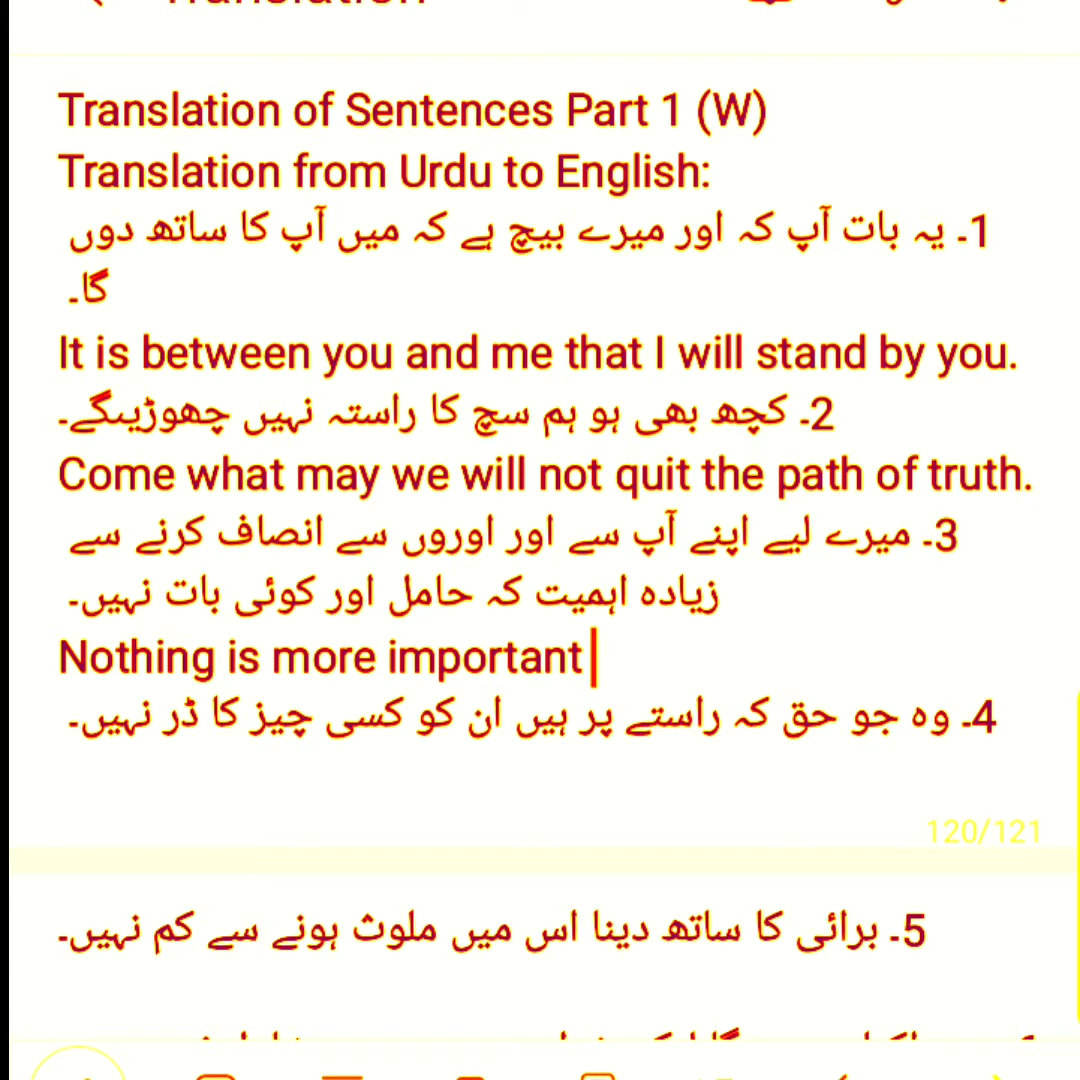 Translation of Sentences Part 1 (W)
Translation from Urdu to English:
1۔ یہ بات آپ کہ اور میرے بیچ ہے کہ میں آپ کا ساتھ دوں
گا۔
It is between you and me that I will stand by you.
2۔ کچھ بھی ہو ہم سچ کا راستہ نہیں چھوڑیںگے۔
Come what may we will not quit the path of truth.
3۔ میرے لیے اپنے آپ سے اور اوروں سے انصاف کرنے سے
زیادہ اہمیت کہ حامل اور کوئی بات نہیں۔
Nothing is more important
4۔ وہ جو حق کہ راستے پر ہیں ان کو کسی چیز کا ڈر نہیں۔
120/121
5۔ برائی کا ساتھ دینا اس میں ملوث ہونے سے کم نہیں۔